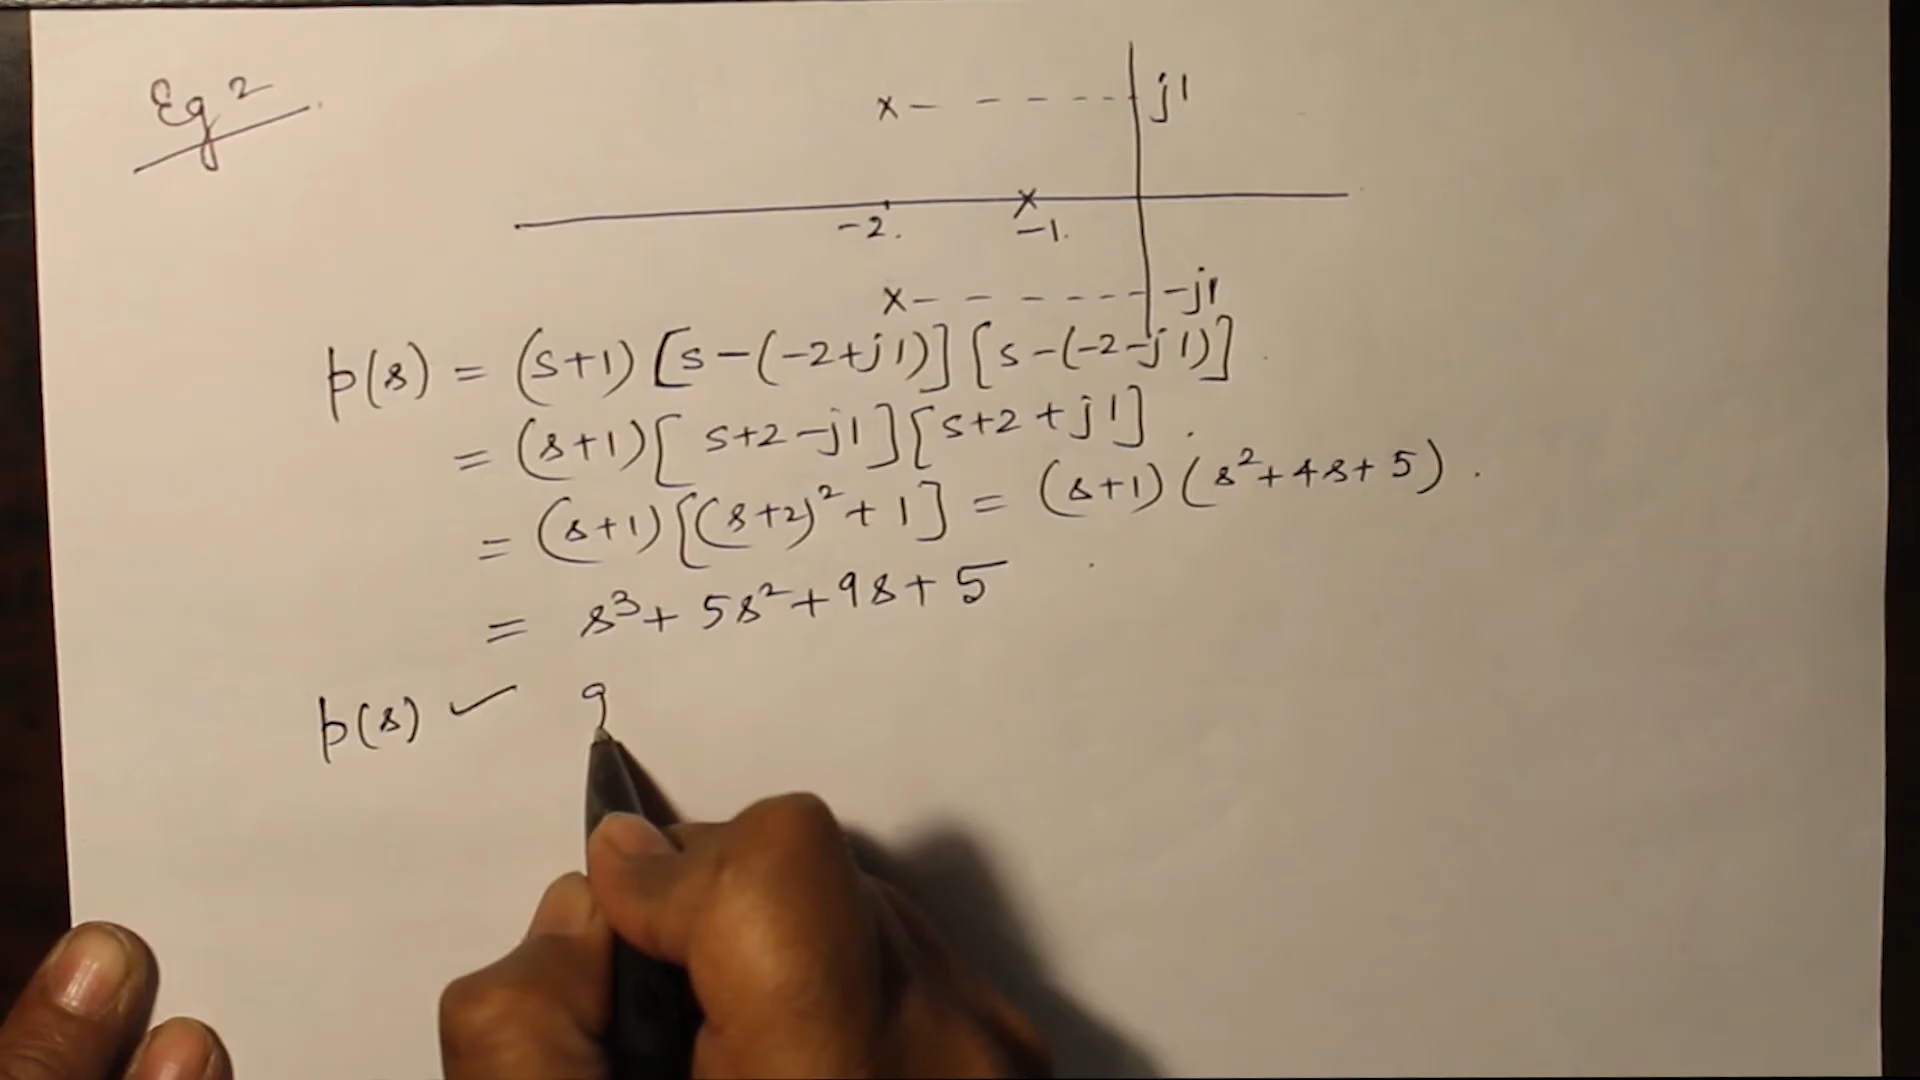 Eg 2
j1
-2. -1.
-j1
p(s) = (s+1) [s-(-2+j1)] [s-(-2-j1)]
= (s+1) [s+2-j1] [s+2+j1]
= (s+1) [(s+2)² + 1] = (s+1) (s²+4s+5).
= s³+ 5s²+9s+ 5
p(s) ✓ q